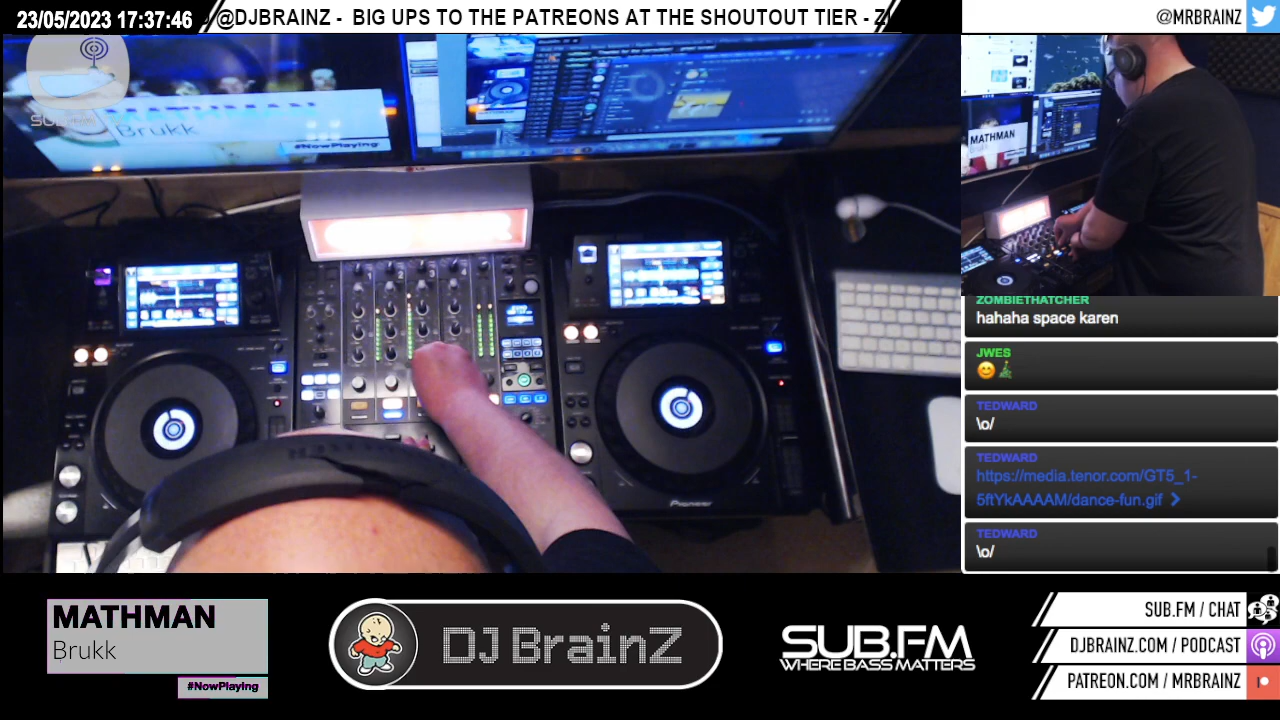 23/05/2023 17:37:46
@DJBRAINZ - BIG UPS TO THE PATREONS AT THE SHOUTOUT TIER -
@MRBRAINZ
MATHMAN
Brukk
#NowPlaying
MATHMAN
Pioneer
ZOMBIETHATCHER
hahaha space karen
JWES
TEDWARD
\o/
TEDWARD
https://media.tenor.com/GT5_1-
5ftYkAAAAM/dance-fun.gif
TEDWARD
\o/
MATHMAN
Brukk
#NowPlaying
DJ BrainZ
SUB.FM
WHERE BASS MATTERS
SUB.FM / CHAT
DJBRAINZ.COM / PODCAST
PATREON.COM / MRBRAINZ